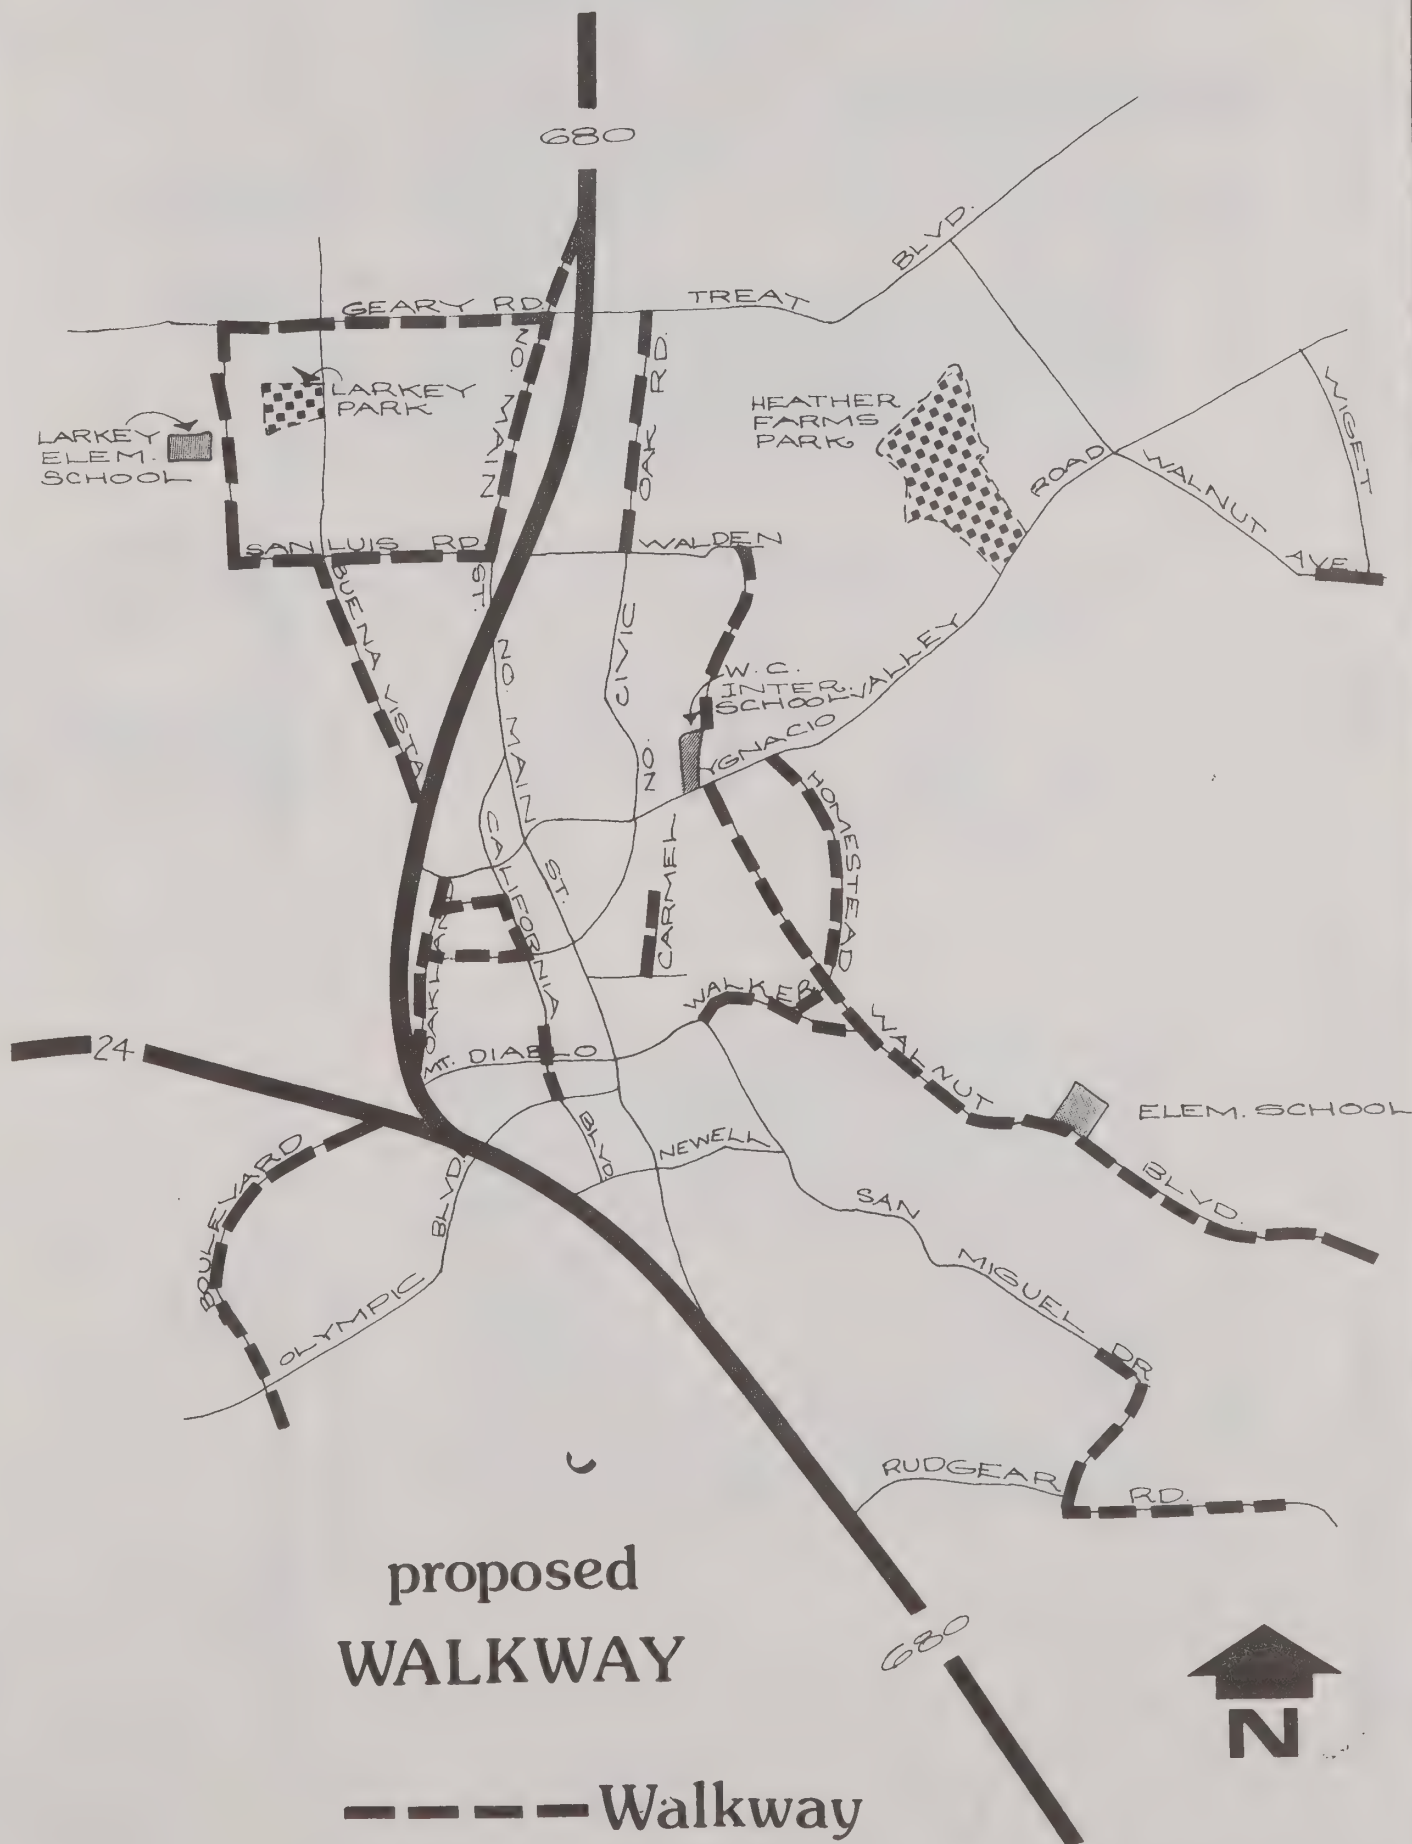 680
BLVD.
TREAT
GEARY RD.
NO. MAIN
ST.
OAK RD.
LARKEY
PARK
LARKEY
ELEM.
SCHOOL
HEATHER
FARMS
PARK
WIGET
ROAD
WALNUT
AVE.
SAN LUIS RD.
WALDEN
BUENA VISTA
CIVIC
NO.
NO. MAIN
ST.
W. C.
INTER.
SCHOOL
YGNACIO
VALLEY
HOMESTEAD
CALIFORNIA
BLVD.
CARMEL
OAKLAND
WALKER
WALNUT
BLVD.
24
MT. DIABLO
ELEM. SCHOOL
NEWELL
BOULEVARD
OLYMPIC
BLVD.
SAN
MIGUEL
DR
RUDGEAR
RD.
680
proposed
WALKWAY
N
Walkway